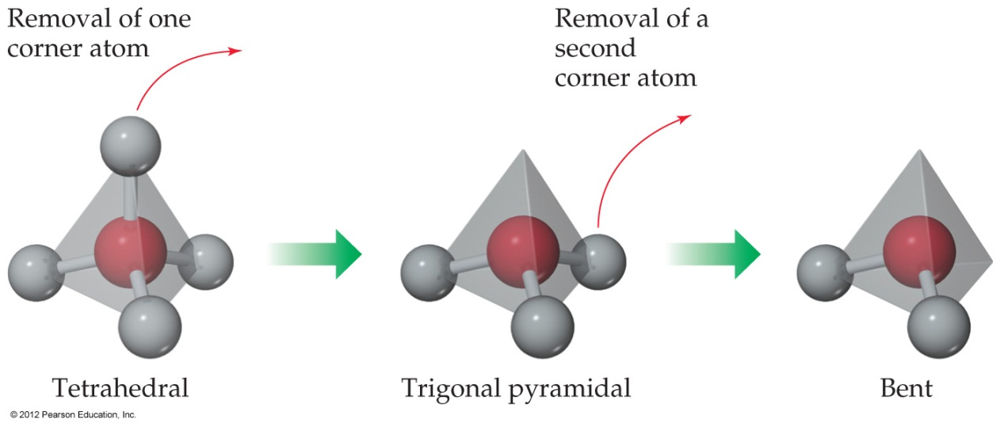 Removal of one
corner atom
Removal of a
second
corner atom
Tetrahedral
Trigonal pyramidal
Bent
© 2012 Pearson Education, Inc.